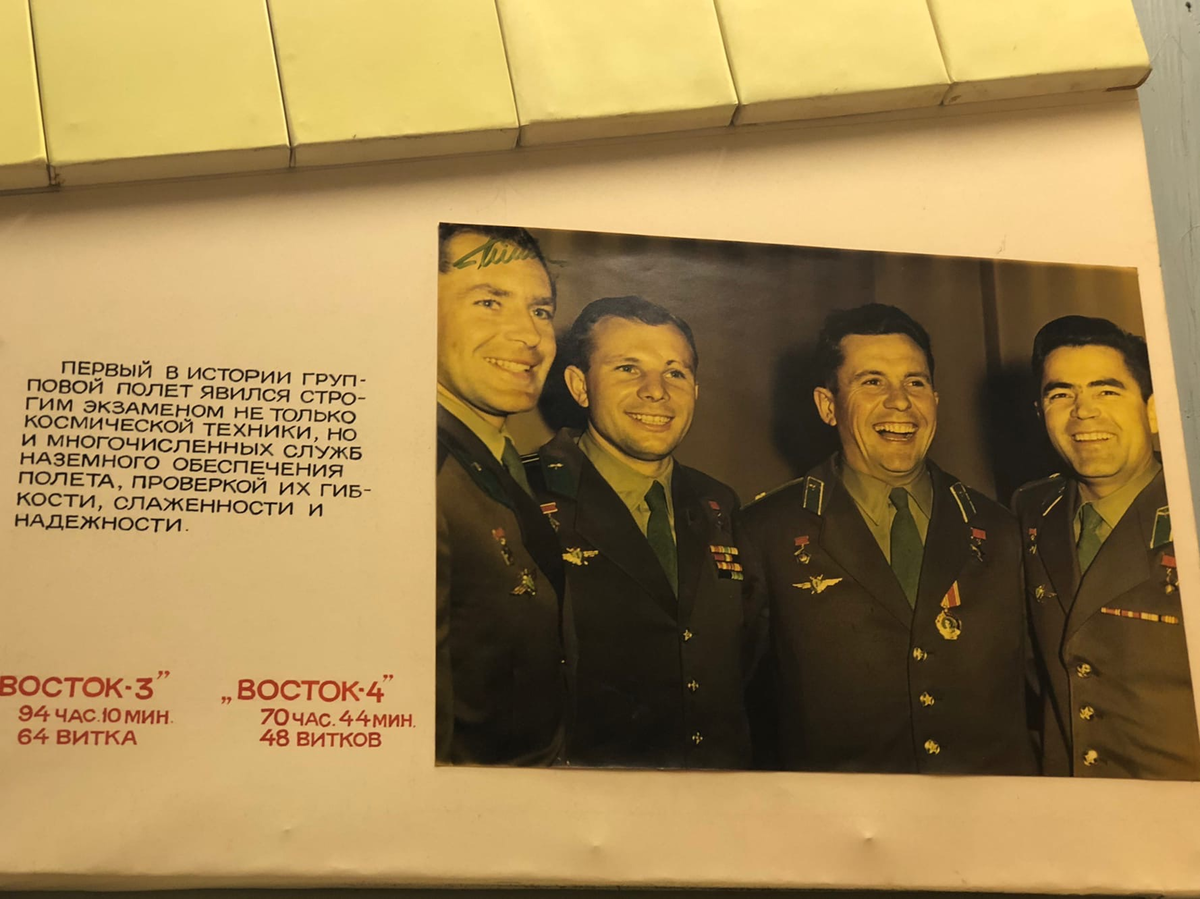 ПЕРВЫЙ В ИСТОРИИ ГРУП-
ПОВОЙ ПОЛЕТ ЯВИЛСЯ СТРО-
ГИМ ЭКЗАМЕНОМ НЕ ТОЛЬКО
КОСМИЧЕСКОЙ ТЕХНИКИ, НО
И МНОГОЧИСЛЕННЫХ СЛУЖБ
НАЗЕМНОГО ОБЕСПЕЧЕНИЯ
ПОЛЕТА, ПРОВЕРКОЙ ИХ ГИБ-
КОСТИ, СЛАЖЕННОСТИ И
НАДЕЖНОСТИ.
ВОСТОК-3”
94 ЧАС. 10 МИН.
64 ВИТКА
„ВОСТОК-4”
70 ЧАС. 44 МИН.
48 ВИТКОВ